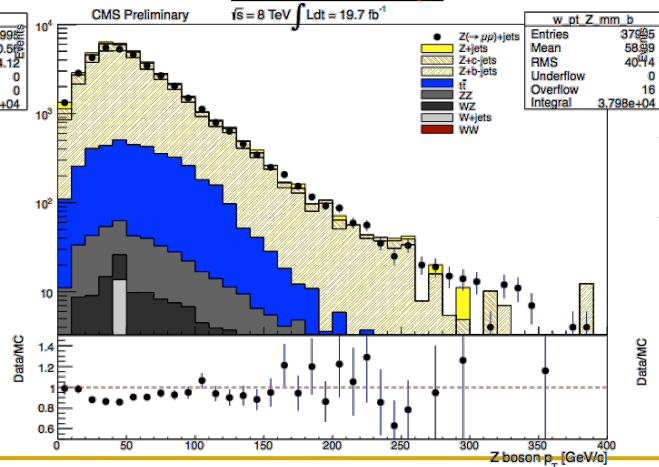 CMS Preliminary
√s = 8 TeV ∫ Ldt = 19.7 fb⁻¹
w_pt_Z_mm_b
Entries
Mean
RMS 40.14
Underflow 0
Overflow 16
Integral 3.798e+04
0
0
e+04
Z(→ μμ)+jets
Z+jets
Z+c-jets
Z+b-jets
tt̄
ZZ
WZ
W+jets
WW
10⁴
10³
10²
10
Data/MC
1.4
1.2
1
0.8
0.6
0 50 100 150 200 250 300 350 400
Z boson p_T [GeV/c]
Data/MC